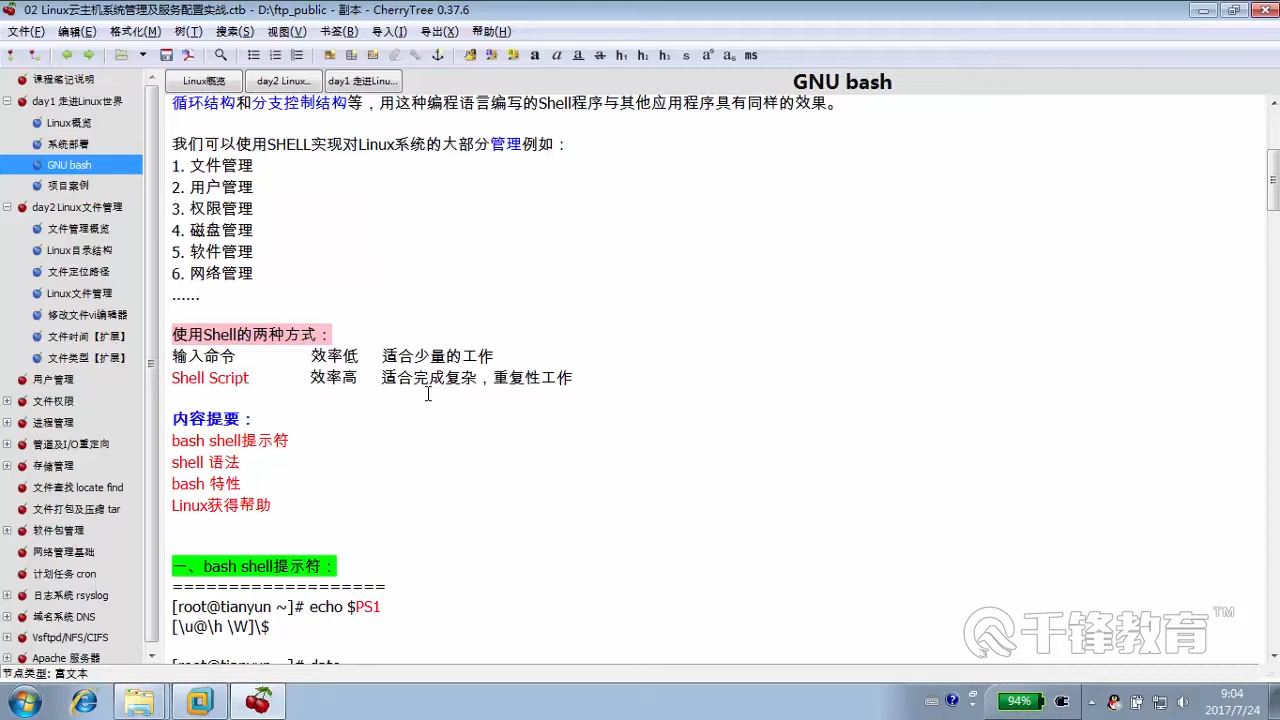 02 Linux云主机系统管理及服务配置实战.ctb - D:\ftp_public - 副本 - CherryTree 0.37.6
文件(F) 编辑(E) 格式化(M) 树(T) 搜索(S) 视图(V) 书签(B) 导入(I) 导出(X) 帮助(H)
a a a a h₁ h₂ h₃ s aˢ aₛ ms
课程笔记说明
day1 走进Linux世界
Linux概览
系统部署
GNU bash
项目案例
day2 Linux文件管理
文件管理概览
Linux目录结构
文件定位路径
Linux文件管理
修改文件vi编辑器
文件时间【扩展】
文件类型【扩展】
用户管理
文件权限
进程管理
管道及I/O重定向
存储管理
文件查找 locate find
文件打包及压缩 tar
软件包管理
网络管理基础
计划任务 cron
日志系统 rsyslog
域名系统 DNS
Vsftpd/NFS/CIFS
Apache 服务器
Linux概览 day2 Linux... day1 走进Linu...
GNU bash
循环结构和分支控制结构等，用这种编程语言编写的Shell程序与其他应用程序具有同样的效果。
我们可以使用SHELL实现对Linux系统的大部分管理例如：
1. 文件管理
2. 用户管理
3. 权限管理
4. 磁盘管理
5. 软件管理
6. 网络管理
......
使用Shell的两种方式：
输入命令 效率低 适合少量的工作
Shell Script 效率高 适合完成复杂，重复性工作
内容提要：
bash shell提示符
shell 语法
bash 特性
Linux获得帮助
一、bash shell提示符：
===================
[root@tianyun ~]# echo $PS1
[\u@\h \W]\$
[root@tianyun ~]# date
千锋教育™
节点类型: 富文本
94%
9:04
2017/7/24